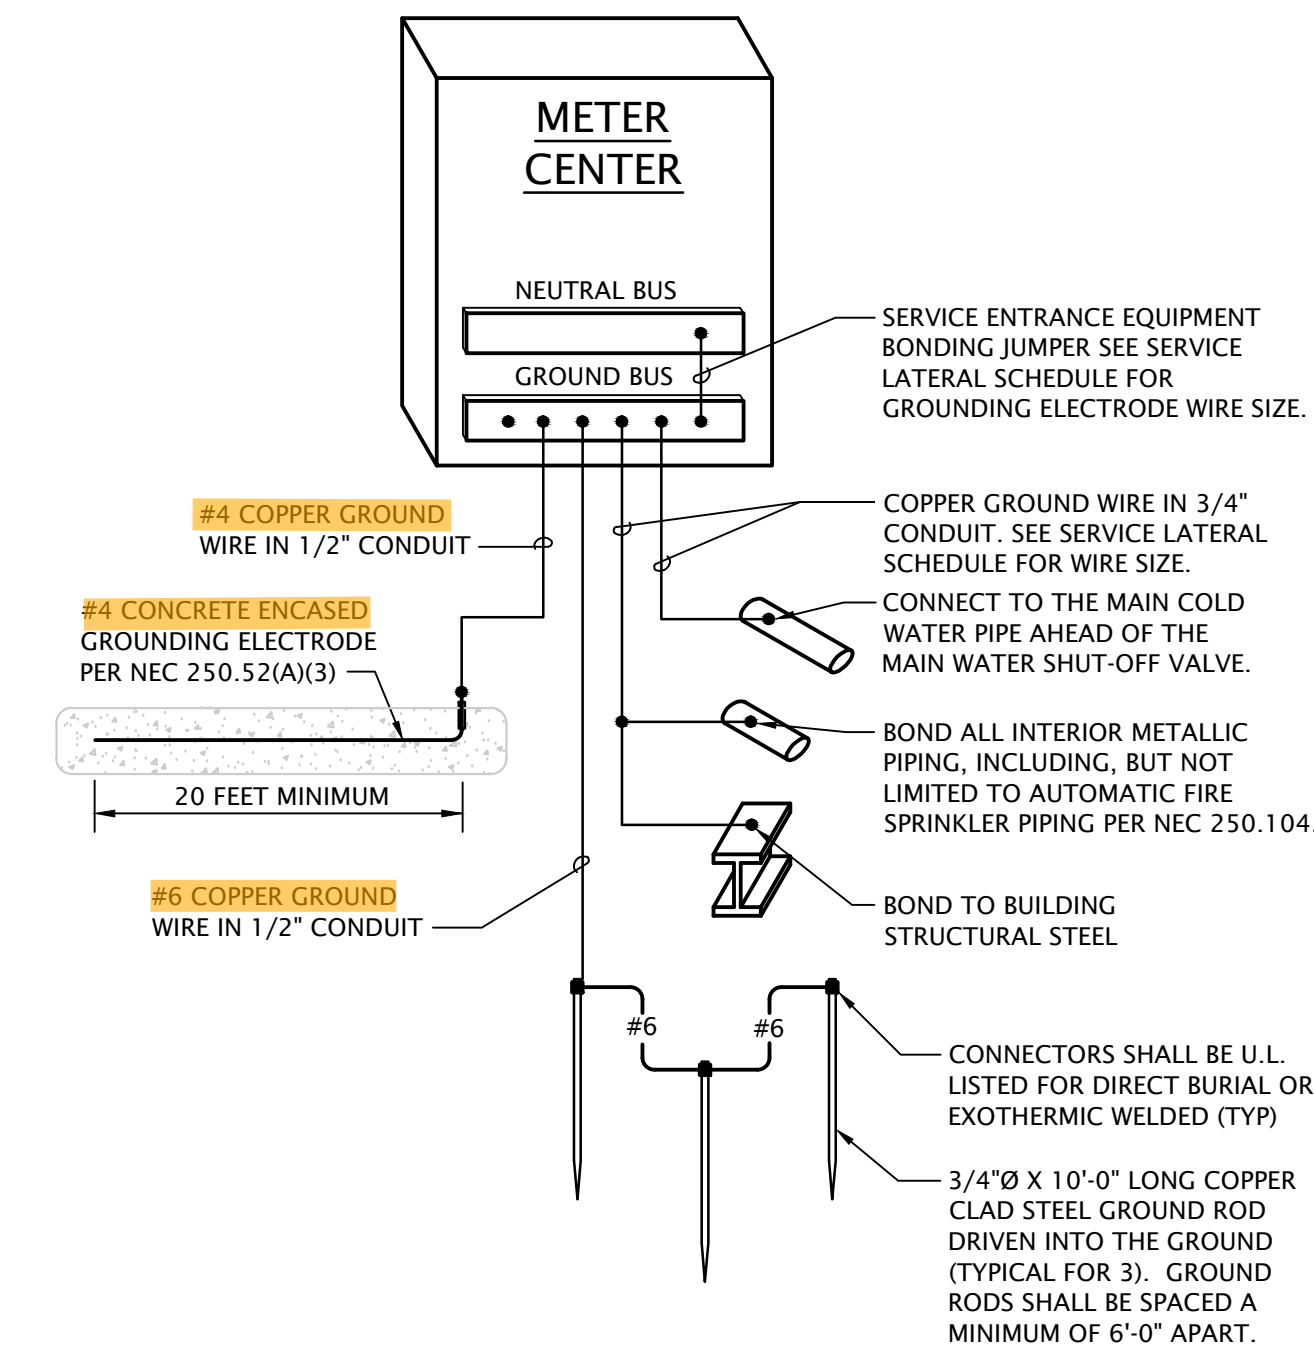 METER
CENTER
NEUTRAL BUS
GROUND BUS
SERVICE ENTRANCE EQUIPMENT
BONDING JUMPER SEE SERVICE
LATERAL SCHEDULE FOR
GROUNDING ELECTRODE WIRE SIZE.
#4 COPPER GROUND
WIRE IN 1/2" CONDUIT
COPPER GROUND WIRE IN 3/4"
CONDUIT. SEE SERVICE LATERAL
SCHEDULE FOR WIRE SIZE.
#4 CONCRETE ENCASED
GROUNDING ELECTRODE
PER NEC 250.52(A)(3)
CONNECT TO THE MAIN COLD
WATER PIPE AHEAD OF THE
MAIN WATER SHUT-OFF VALVE.
20 FEET MINIMUM
BOND ALL INTERIOR METALLIC
PIPING, INCLUDING, BUT NOT
LIMITED TO AUTOMATIC FIRE
SPRINKLER PIPING PER NEC 250.104.
#6 COPPER GROUND
WIRE IN 1/2" CONDUIT
BOND TO BUILDING
STRUCTURAL STEEL
#6
#6
CONNECTORS SHALL BE U.L.
LISTED FOR DIRECT BURIAL OR
EXOTHERMIC WELDED (TYP)
3/4"Ø X 10'-0" LONG COPPER
CLAD STEEL GROUND ROD
DRIVEN INTO THE GROUND
(TYPICAL FOR 3). GROUND
RODS SHALL BE SPACED A
MINIMUM OF 6'-0" APART.